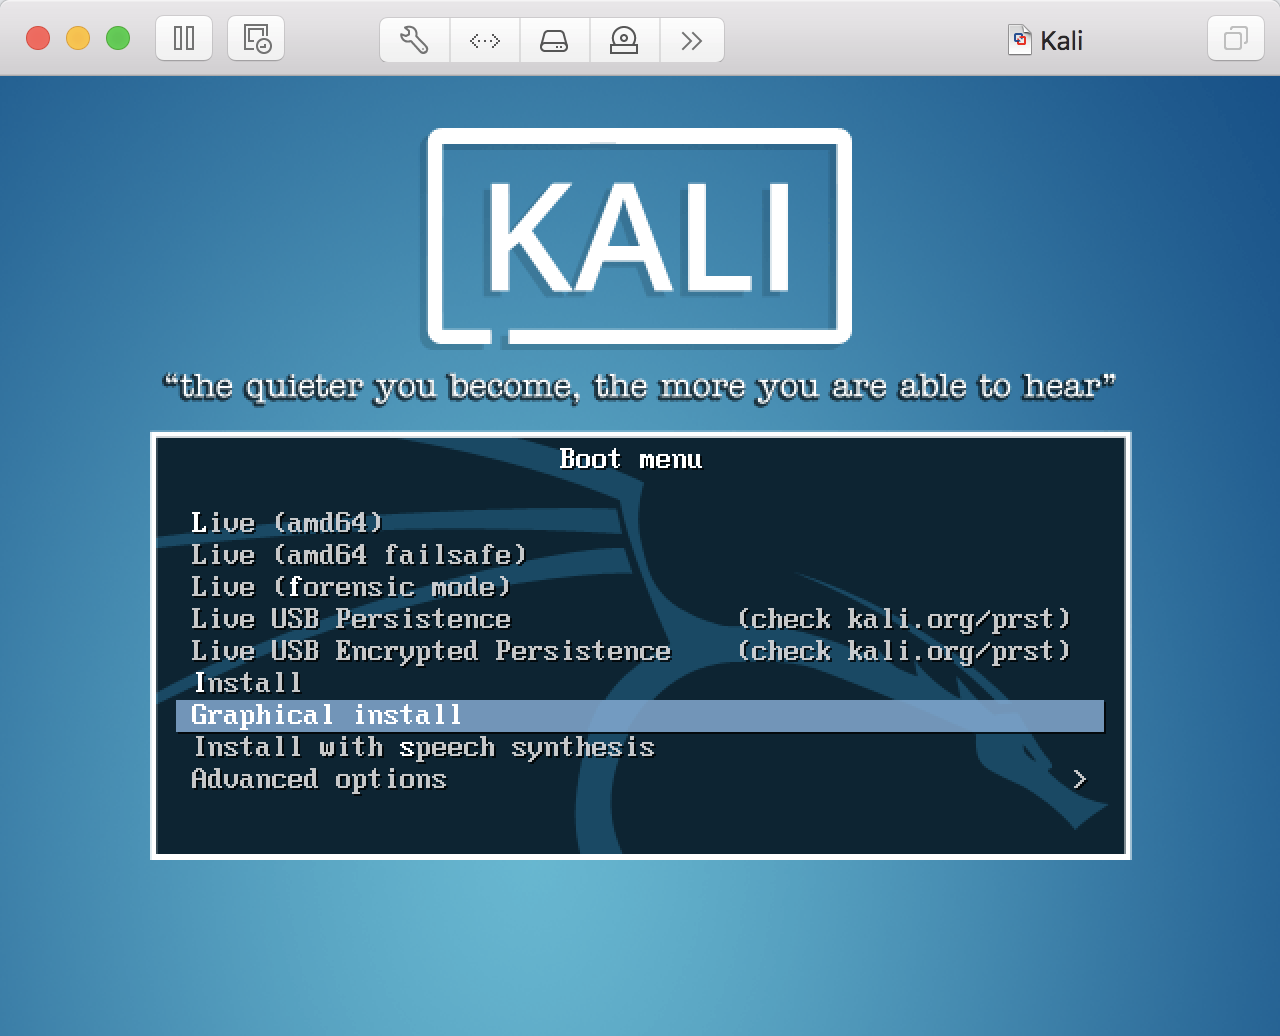 Kali
KALI
“the quieter you become, the more you are able to hear”
Boot menu
Live (amd64)
Live (amd64 failsafe)
Live (forensic mode)
Live USB Persistence (check kali.org/prst)
Live USB Encrypted Persistence (check kali.org/prst)
Install
Graphical install
Install with speech synthesis
Advanced options >